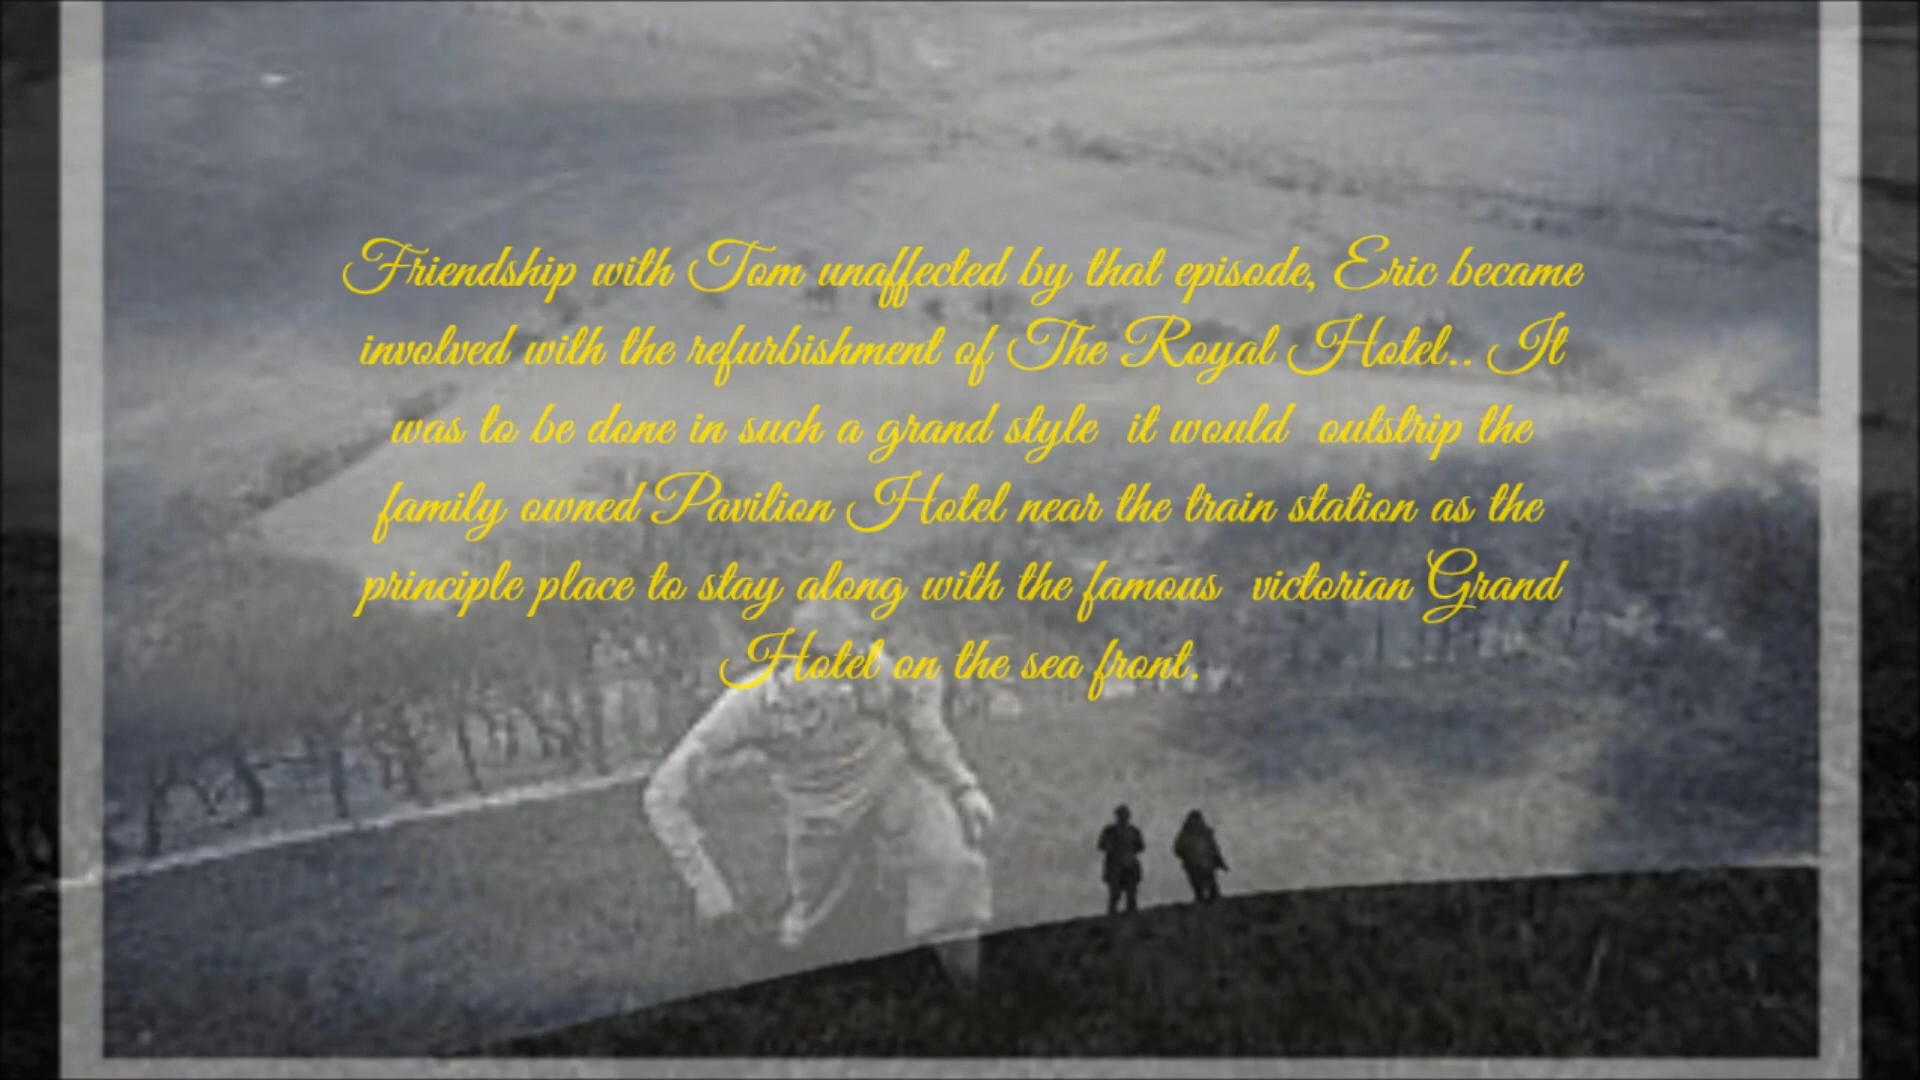 Friendship with Tom unaffected by that episode, Eric became
involved with the refurbishment of The Royal Hotel.. It
was to be done in such a grand style  it would  outstrip the
family owned Pavilion Hotel near the train station as the
principle place to stay along with the famous  victorian Grand
Hotel on the sea front.